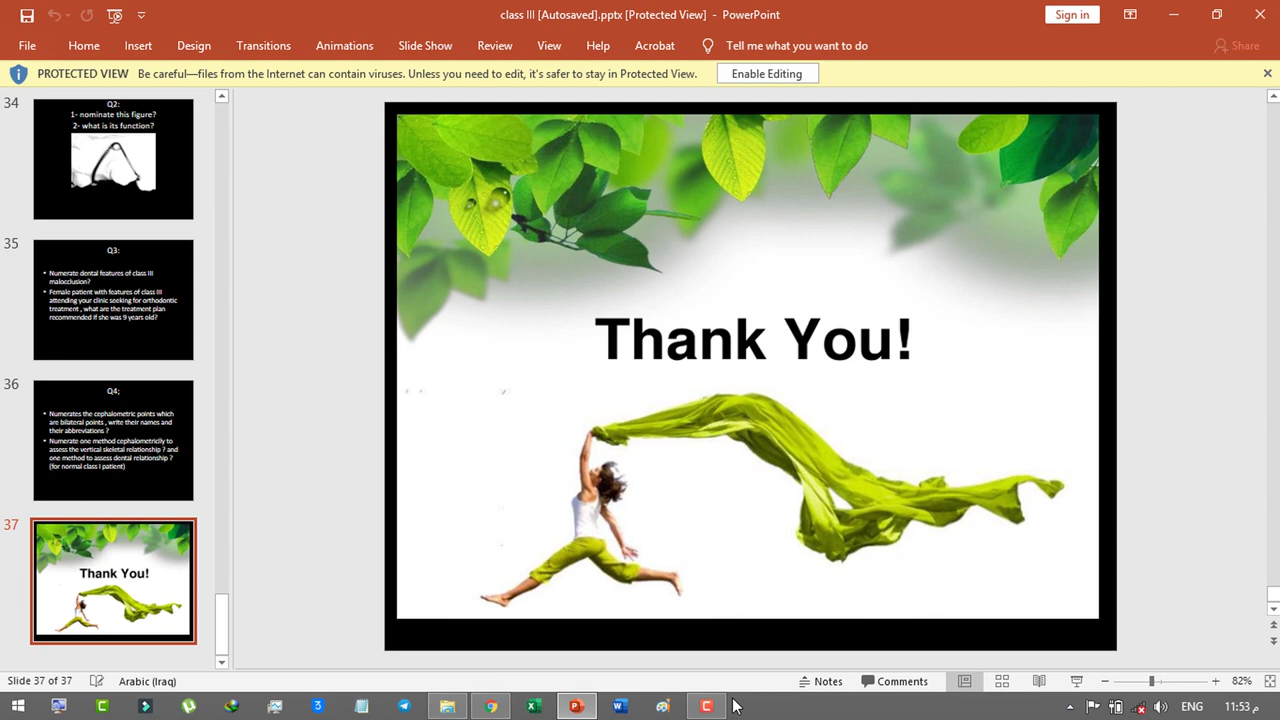 class III [Autosaved].pptx [Protected View] - PowerPoint
Sign in
File Home Insert Design Transitions Animations Slide Show Review View Help Acrobat Tell me what you want to do Share
PROTECTED VIEW Be careful—files from the Internet can contain viruses. Unless you need to edit, it's safer to stay in Protected View. Enable Editing
34
Q2:
1- nominate this figure?
2- what is its function?
35
Q3:
• Numerate dental features of class III
malocclusion?
• Female patient with features of class III
attending your clinic seeking for orthodontic
treatment , what are the treatment plan
recommended if she was 9 years old?
36
Q4;
• Numerates the cephalometric points which
are bilateral points , write their names and
their abbreviations ?
• Numerate one method cephalometriclly to
assess the vertical skeletal relationship ? and
one method to assess dental relationship ?
(for normal class I patient)
37
Thank You!
Thank You!
Slide 37 of 37 Arabic (Iraq) Notes Comments 82%
ENG 11:53 م